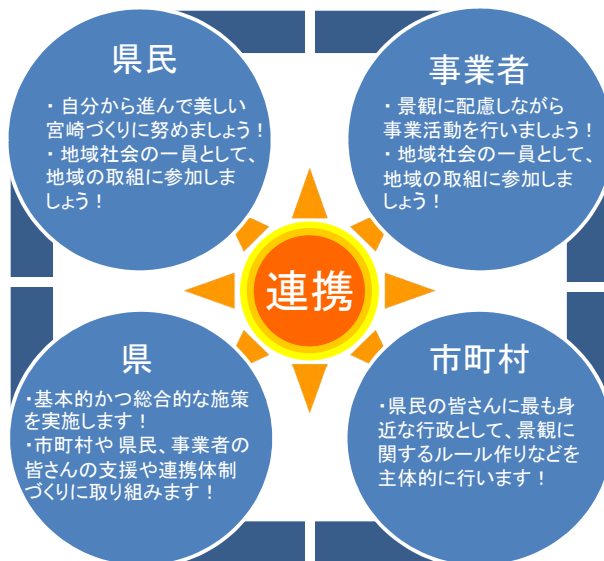 県民
・ 自分から進んで美しい
宮崎づくりに努めましょう！
・ 地域社会の一員として、
地域の取組に参加しま
しょう！
事業者
・ 景観に配慮しながら
事業活動を行いましょう！
・ 地域社会の一員として、
地域の取組に参加しま
しょう！
連携
県
・基本的かつ総合的な施策
を実施します！
・市町村や 県民、事業者の
皆さんの支援や連携体制
づくりに取り組みます！
市町村
・県民の皆さんに最も身
近な行政として、景観に
関するルール作りなどを
主体的に行います！